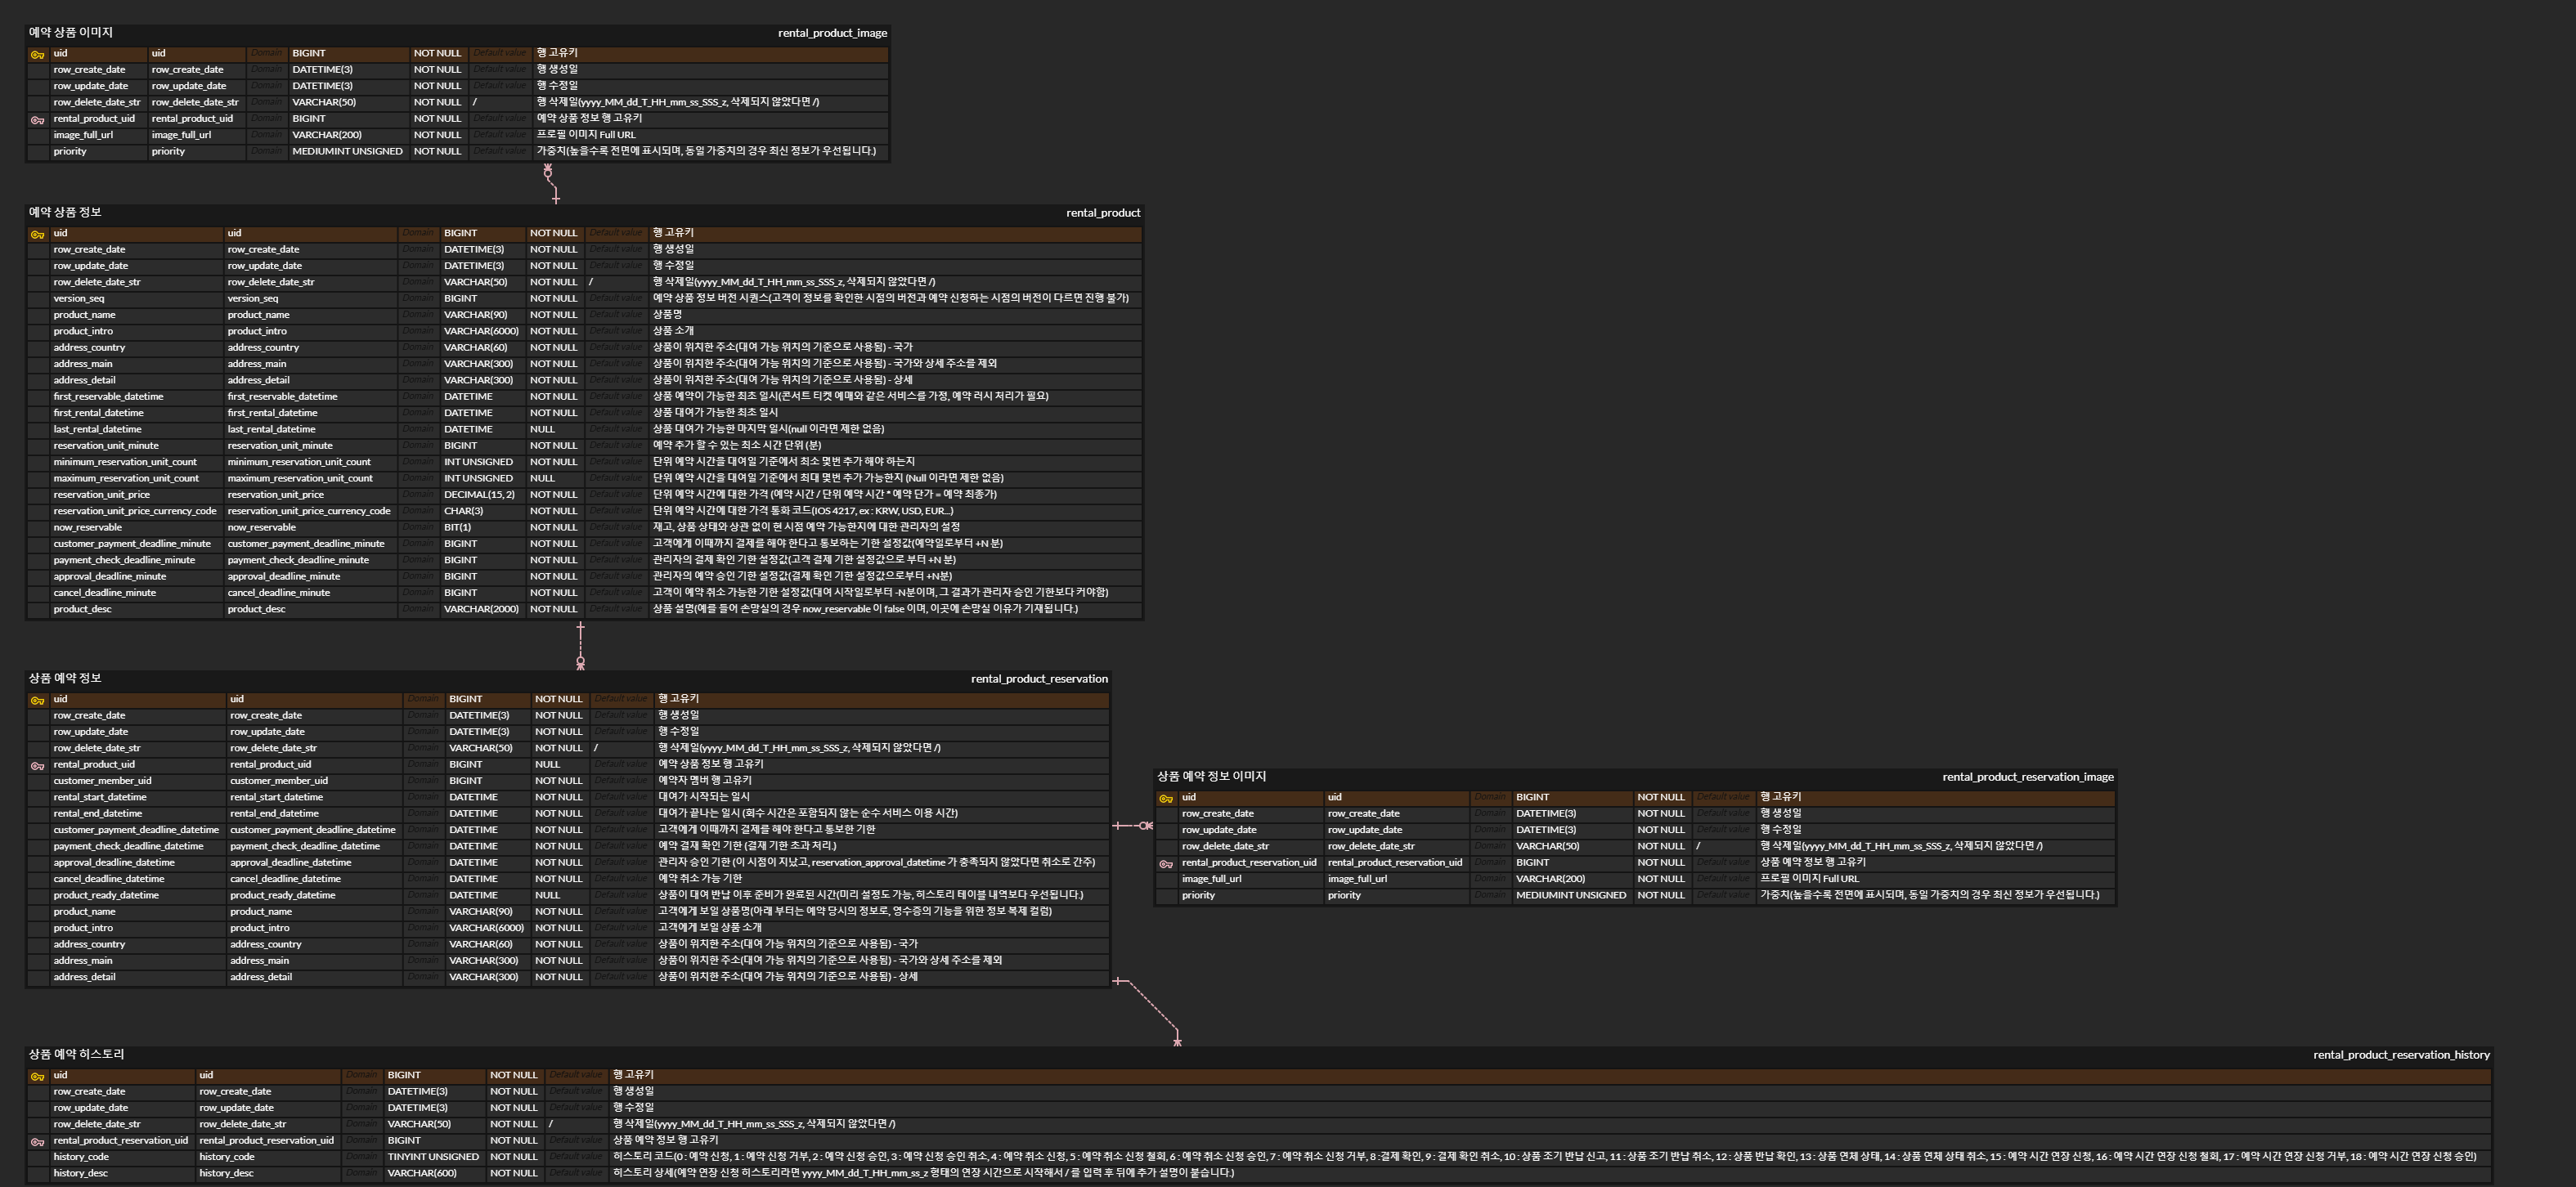 예약 상품 이미지 rental_product_image
uid uid Domain BIGINT NOT NULL Default value 행 고유키
row_create_date row_create_date Domain DATETIME(3) NOT NULL Default value 행 생성일
row_update_date row_update_date Domain DATETIME(3) NOT NULL Default value 행 수정일
row_delete_date_str row_delete_date_str Domain VARCHAR(50) NOT NULL / 행 삭제일(yyyy_MM_dd_T_HH_mm_ss_SSS_z, 삭제되지 않았다면 /)
rental_product_uid rental_product_uid Domain BIGINT NOT NULL Default value 예약 상품 정보 행 고유키
image_full_url image_full_url Domain VARCHAR(200) NOT NULL Default value 프로필 이미지 Full URL
priority priority Domain MEDIUMINT UNSIGNED NOT NULL Default value 가중치(높을수록 전면에 표시되며, 동일 가중치의 경우 최신 정보가 우선됩니다.)
예약 상품 정보 rental_product
uid uid Domain BIGINT NOT NULL Default value 행 고유키
row_create_date row_create_date Domain DATETIME(3) NOT NULL Default value 행 생성일
row_update_date row_update_date Domain DATETIME(3) NOT NULL Default value 행 수정일
row_delete_date_str row_delete_date_str Domain VARCHAR(50) NOT NULL / 행 삭제일(yyyy_MM_dd_T_HH_mm_ss_SSS_z, 삭제되지 않았다면 /)
version_seq version_seq Domain BIGINT NOT NULL Default value 예약 상품 정보 버전 시퀀스(고객이 정보를 확인한 시점의 버전과 예약 신청하는 시점의 버전이 다르면 진행 불가)
product_name product_name Domain VARCHAR(90) NOT NULL Default value 상품명
product_intro product_intro Domain VARCHAR(6000) NOT NULL Default value 상품 소개
address_country address_country Domain VARCHAR(60) NOT NULL Default value 상품이 위치한 주소(대여 가능 위치의 기준으로 사용됨) - 국가
address_main address_main Domain VARCHAR(300) NOT NULL Default value 상품이 위치한 주소(대여 가능 위치의 기준으로 사용됨) - 국가와 상세 주소를 제외
address_detail address_detail Domain VARCHAR(300) NOT NULL Default value 상품이 위치한 주소(대여 가능 위치의 기준으로 사용됨) - 상세
first_reservable_datetime first_reservable_datetime Domain DATETIME NOT NULL Default value 상품 예약이 가능한 최초 일시(콘서트 티켓 예매와 같은 서비스를 가정, 예약 러시 처리가 필요)
first_rental_datetime first_rental_datetime Domain DATETIME NOT NULL Default value 상품 대여가 가능한 최초 일시
last_rental_datetime last_rental_datetime Domain DATETIME NULL Default value 상품 대여가 가능한 마지막 일시(null 이라면 제한 없음)
reservation_unit_minute reservation_unit_minute Domain BIGINT NOT NULL Default value 예약 추가 할 수 있는 최소 시간 단위 (분)
minimum_reservation_unit_count minimum_reservation_unit_count Domain INT UNSIGNED NOT NULL Default value 단위 예약 시간을 대여일 기준에서 최소 몇번 추가 해야 하는지
maximum_reservation_unit_count maximum_reservation_unit_count Domain INT UNSIGNED NULL Default value 단위 예약 시간을 대여일 기준에서 최대 몇번 추가 가능한지 (Null 이라면 제한 없음)
reservation_unit_price reservation_unit_price Domain DECIMAL(15, 2) NOT NULL Default value 단위 예약 시간에 대한 가격 (예약 시간 / 단위 예약 시간 * 예약 단가 = 예약 최종가)
reservation_unit_price_currency_code reservation_unit_price_currency_code Domain CHAR(3) NOT NULL Default value 단위 예약 시간에 대한 가격 통화 코드(IOS 4217, ex : KRW, USD, EUR...)
now_reservable now_reservable Domain BIT(1) NOT NULL Default value 재고, 상품 상태와 상관 없이 현 시점 예약 가능한지에 대한 관리자의 설정
customer_payment_deadline_minute customer_payment_deadline_minute Domain BIGINT NOT NULL Default value 고객에게 이때까지 결제를 해야 한다고 통보하는 기한 설정값(예약일로부터 +N 분)
payment_check_deadline_minute payment_check_deadline_minute Domain BIGINT NOT NULL Default value 관리자의 결제 확인 기한 설정값(고객 결제 기한 설정값으로 부터 +N 분)
approval_deadline_minute approval_deadline_minute Domain BIGINT NOT NULL Default value 관리자의 예약 승인 기한 설정값(결제 확인 기한 설정값으로부터 +N분)
cancel_deadline_minute cancel_deadline_minute Domain BIGINT NOT NULL Default value 고객이 예약 취소 가능한 기한 설정값(대여 시작일로부터 -N분이며, 그 결과가 관리자 승인 기한보다 커야함)
product_desc product_desc Domain VARCHAR(2000) NOT NULL Default value 상품 설명(예를 들어 손망실의 경우 now_reservable 이 false 이며, 이곳에 손망실 이유가 기재됩니다.)
상품 예약 정보 rental_product_reservation
uid uid Domain BIGINT NOT NULL Default value 행 고유키
row_create_date row_create_date Domain DATETIME(3) NOT NULL Default value 행 생성일
row_update_date row_update_date Domain DATETIME(3) NOT NULL Default value 행 수정일
row_delete_date_str row_delete_date_str Domain VARCHAR(50) NOT NULL / 행 삭제일(yyyy_MM_dd_T_HH_mm_ss_SSS_z, 삭제되지 않았다면 /)
rental_product_uid rental_product_uid Domain BIGINT NULL Default value 예약 상품 정보 행 고유키
customer_member_uid customer_member_uid Domain BIGINT NOT NULL Default value 예약자 멤버 행 고유키
rental_start_datetime rental_start_datetime Domain DATETIME NOT NULL Default value 대여가 시작되는 일시
rental_end_datetime rental_end_datetime Domain DATETIME NOT NULL Default value 대여가 끝나는 일시 (회수 시간은 포함되지 않는 순수 서비스 이용 시간)
customer_payment_deadline_datetime customer_payment_deadline_datetime Domain DATETIME NOT NULL Default value 고객에게 이때까지 결제를 해야 한다고 통보한 기한
payment_check_deadline_datetime payment_check_deadline_datetime Domain DATETIME NOT NULL Default value 예약 결재 확인 기한 (결재 기한 초과 처리.)
approval_deadline_datetime approval_deadline_datetime Domain DATETIME NOT NULL Default value 관리자 승인 기한 (이 시점이 지났고, reservation_approval_datetime 가 충족되지 않았다면 취소로 간주)
cancel_deadline_datetime cancel_deadline_datetime Domain DATETIME NOT NULL Default value 예약 취소 가능 기한
product_ready_datetime product_ready_datetime Domain DATETIME NULL Default value 상품이 대여 반납 이후 준비가 완료된 시간(미리 설정도 가능, 히스토리 테이블 내역보다 우선됩니다.)
product_name product_name Domain VARCHAR(90) NOT NULL Default value 고객에게 보일 상품명(아래 부터는 예약 당시의 정보로, 영수증의 기능을 위한 정보 복제 컬럼)
product_intro product_intro Domain VARCHAR(6000) NOT NULL Default value 고객에게 보일 상품 소개
address_country address_country Domain VARCHAR(60) NOT NULL Default value 상품이 위치한 주소(대여 가능 위치의 기준으로 사용됨) - 국가
address_main address_main Domain VARCHAR(300) NOT NULL Default value 상품이 위치한 주소(대여 가능 위치의 기준으로 사용됨) - 국가와 상세 주소를 제외
address_detail address_detail Domain VARCHAR(300) NOT NULL Default value 상품이 위치한 주소(대여 가능 위치의 기준으로 사용됨) - 상세
상품 예약 정보 이미지 rental_product_reservation_image
uid uid Domain BIGINT NOT NULL Default value 행 고유키
row_create_date row_create_date Domain DATETIME(3) NOT NULL Default value 행 생성일
row_update_date row_update_date Domain DATETIME(3) NOT NULL Default value 행 수정일
row_delete_date_str row_delete_date_str Domain VARCHAR(50) NOT NULL / 행 삭제일(yyyy_MM_dd_T_HH_mm_ss_SSS_z, 삭제되지 않았다면 /)
rental_product_reservation_uid rental_product_reservation_uid Domain BIGINT NOT NULL Default value 상품 예약 정보 행 고유키
image_full_url image_full_url Domain VARCHAR(200) NOT NULL Default value 프로필 이미지 Full URL
priority priority Domain MEDIUMINT UNSIGNED NOT NULL Default value 가중치(높을수록 전면에 표시되며, 동일 가중치의 경우 최신 정보가 우선됩니다.)
상품 예약 히스토리 rental_product_reservation_history
uid uid Domain BIGINT NOT NULL Default value 행 고유키
row_create_date row_create_date Domain DATETIME(3) NOT NULL Default value 행 생성일
row_update_date row_update_date Domain DATETIME(3) NOT NULL Default value 행 수정일
row_delete_date_str row_delete_date_str Domain VARCHAR(50) NOT NULL / 행 삭제일(yyyy_MM_dd_T_HH_mm_ss_SSS_z, 삭제되지 않았다면 /)
rental_product_reservation_uid rental_product_reservation_uid Domain BIGINT NOT NULL Default value 상품 예약 정보 행 고유키
history_code history_code Domain TINYINT UNSIGNED NOT NULL Default value 히스토리 코드(0 : 예약 신청, 1 : 예약 신청 거부, 2 : 예약 신청 승인, 3 : 예약 신청 승인 취소, 4 : 예약 취소 신청, 5 : 예약 취소 신청 철회, 6 : 예약 취소 신청 승인, 7 : 예약 취소 신청 거부, 8 :결제 확인, 9 : 결제 확인 취소, 10 : 상품 조기 반납 신고, 11 : 상품 조기 반납 취소, 12 : 상품 반납 확인, 13 : 상품 연체 상태, 14 : 상품 연체 상태 취소, 15 : 예약 시간 연장 신청, 16 : 예약 시간 연장 신청 철회, 17 : 예약 시간 연장 신청 거부, 18 : 예약 시간 연장 신청 승인)
history_desc history_desc Domain VARCHAR(600) NOT NULL Default value 히스토리 상세(예약 연장 신청 히스토리라면 yyyy_MM_dd_T_HH_mm_ss_z 형태의 연장 시간으로 시작해서 / 를 입력 후 뒤에 추가 설명이 붙습니다.)